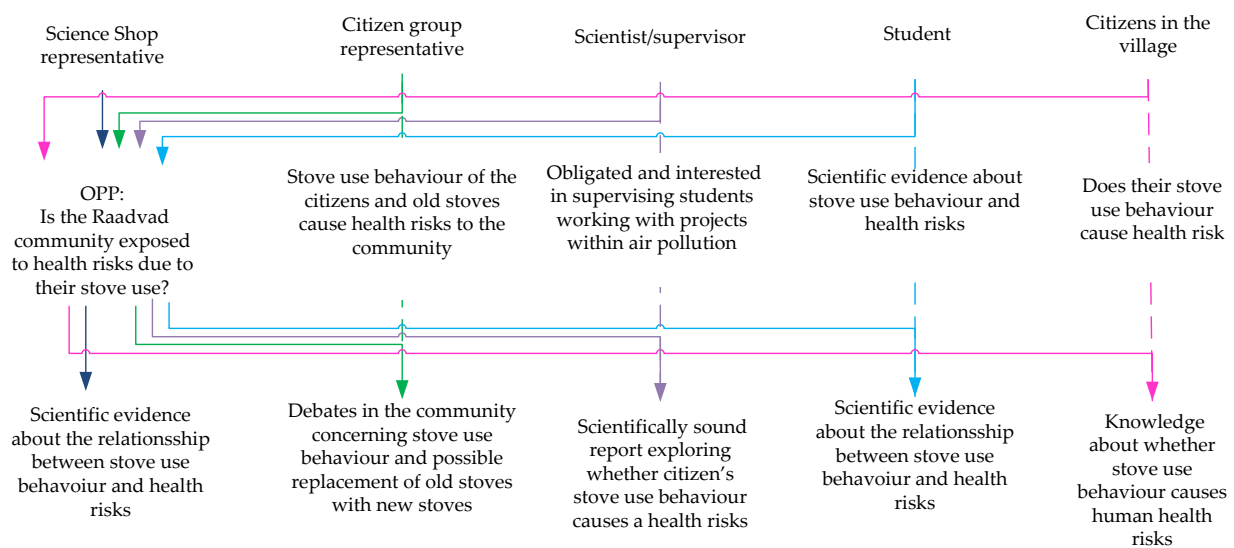 Science Shop
representative
Citizen group
representative
Scientist/supervisor
Student
Citizens in the
village
OPP:
Is the Raadvad
community exposed
to health risks due to
their stove use?
Stove use behaviour of the
citizens and old stoves
cause health risks to the
community
Obligated and interested
in supervising students
working with projects
within air pollution
Scientific evidence about
stove use behaviour and
health risks
Does their stove
use behaviour
cause health risk
Scientific evidence
about the relationsship
between stove use
behavoiur and health
risks
Debates in the community
concerning stove use
behaviour and possible
replacement of old stoves
with new stoves
Scientifically sound
report exploring
whether citizen's
stove use behaviour
causes a health risks
Scientific evidence
about the relationsship
between stove use
behavoiur and health
risks
Knowledge
about whether
stove use
behaviour causes
human health
risks